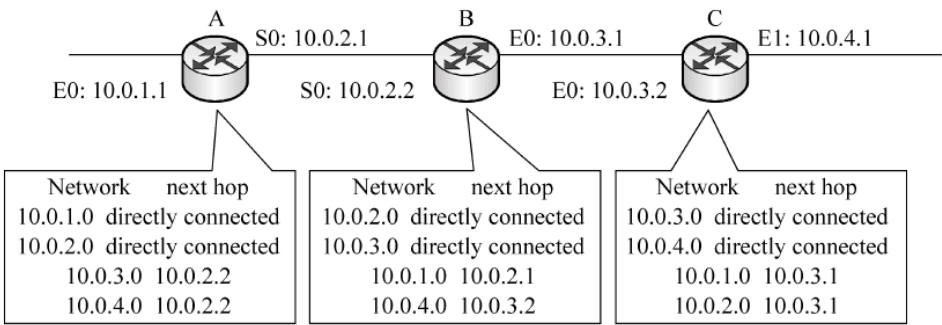 A
B
C
S0: 10.0.2.1
E0: 10.0.3.1
E1: 10.0.4.1
E0: 10.0.1.1
S0: 10.0.2.2
E0: 10.0.3.2
Network next hop
10.0.1.0 directly connected
10.0.2.0 directly connected
10.0.3.0 10.0.2.2
10.0.4.0 10.0.2.2
Network next hop
10.0.2.0 directly connected
10.0.3.0 directly connected
10.0.1.0 10.0.2.1
10.0.4.0 10.0.3.2
Network next hop
10.0.3.0 directly connected
10.0.4.0 directly connected
10.0.1.0 10.0.3.1
10.0.2.0 10.0.3.1